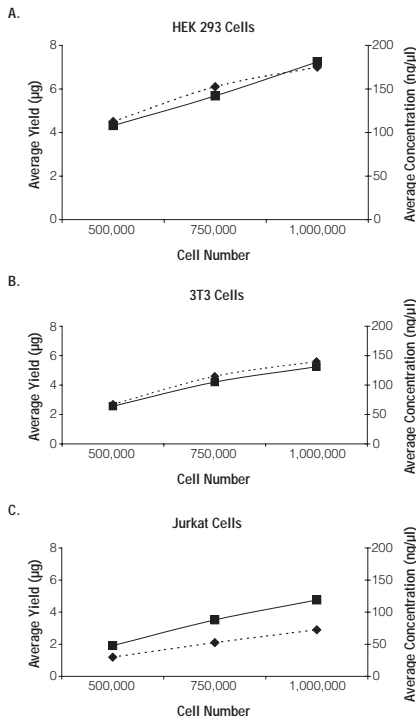 A.
HEK 293 Cells
8
6
4
2
0
Average Yield (µg)
200
150
100
50
0
Average Concentration (ng/µl)
500,000 750,000 1,000,000
Cell Number
B.
3T3 Cells
8
6
4
2
0
Average Yield (µg)
200
150
100
50
0
Average Concentration (ng/µl)
500,000 750,000 1,000,000
Cell Number
C.
Jurkat Cells
8
6
4
2
0
Average Yield (µg)
200
150
100
50
0
Average Concentration (ng/µl)
500,000 750,000 1,000,000
Cell Number